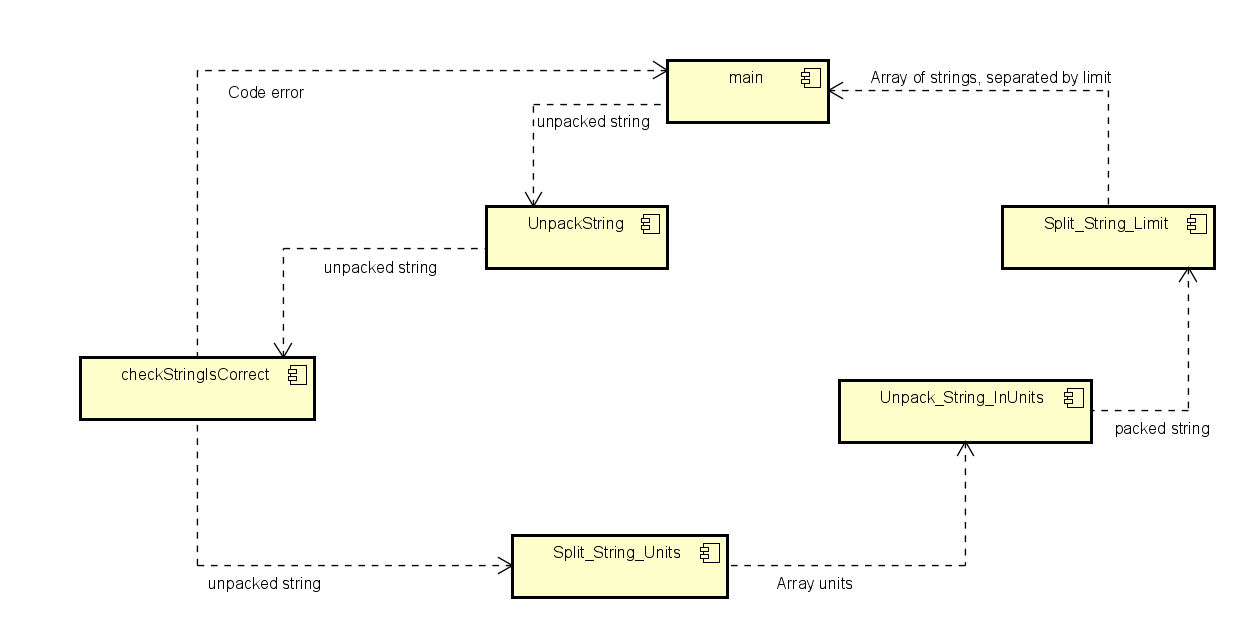 main
Array of strings, separated by limit
Code error
unpacked string
UnpackString
Split_String_Limit
unpacked string
checkStringIsCorrect
Unpack_String_InUnits
packed string
Split_String_Units
unpacked string
Array units